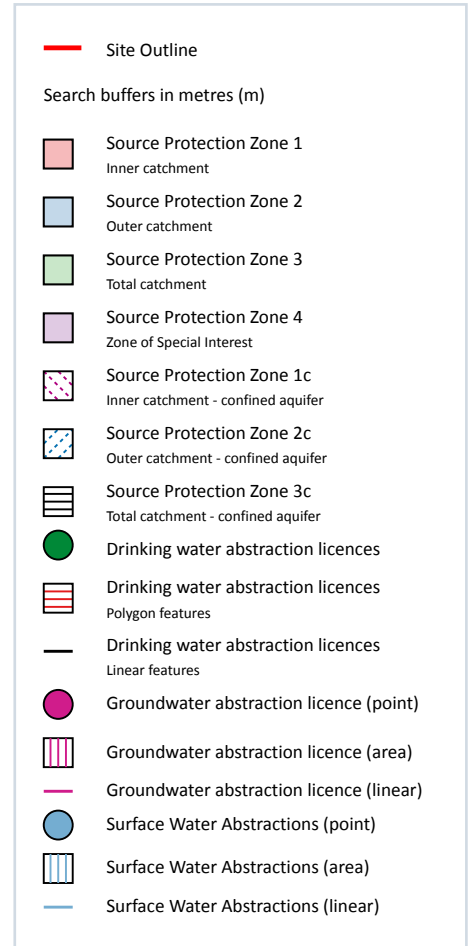 Site Outline
Search buffers in metres (m)
Source Protection Zone 1
Inner catchment
Source Protection Zone 2
Outer catchment
Source Protection Zone 3
Total catchment
Source Protection Zone 4
Zone of Special Interest
Source Protection Zone 1c
Inner catchment - confined aquifer
Source Protection Zone 2c
Outer catchment - confined aquifer
Source Protection Zone 3c
Total catchment - confined aquifer
Drinking water abstraction licences
Drinking water abstraction licences
Polygon features
Drinking water abstraction licences
Linear features
Groundwater abstraction licence (point)
Groundwater abstraction licence (area)
Groundwater abstraction licence (linear)
Surface Water Abstractions (point)
Surface Water Abstractions (area)
Surface Water Abstractions (linear)